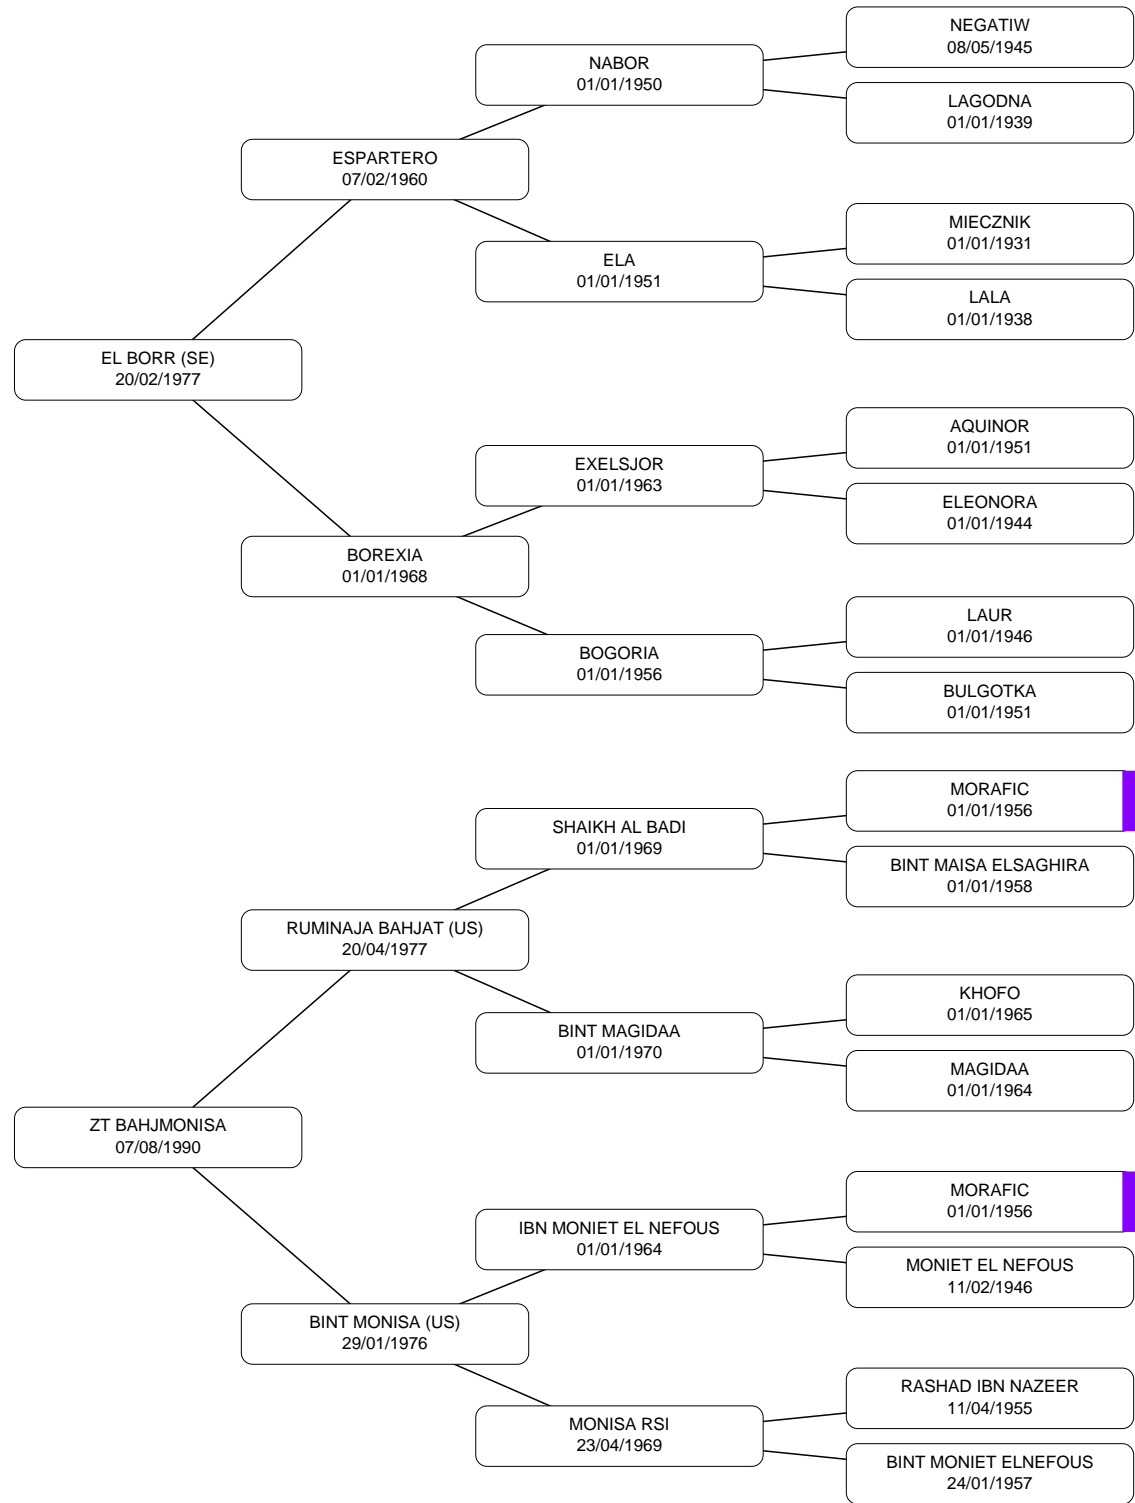 NEGATIW
08/05/1945
NABOR
01/01/1950
LAGODNA
01/01/1939
ESPARTERO
07/02/1960
MIECZNIK
01/01/1931
ELA
01/01/1951
LALA
01/01/1938
EL BORR (SE)
20/02/1977
AQUINOR
01/01/1951
EXELSJOR
01/01/1963
ELEONORA
01/01/1944
BOREXIA
01/01/1968
LAUR
01/01/1946
BOGORIA
01/01/1956
BULGOTKA
01/01/1951
MORAFIC
01/01/1956
SHAIKH AL BADI
01/01/1969
BINT MAISA ELSAGHIRA
01/01/1958
RUMINAJA BAHJAT (US)
20/04/1977
KHOFO
01/01/1965
BINT MAGIDAA
01/01/1970
MAGIDAA
01/01/1964
ZT BAHJMONISA
07/08/1990
MORAFIC
01/01/1956
IBN MONIET EL NEFOUS
01/01/1964
MONIET EL NEFOUS
11/02/1946
BINT MONISA (US)
29/01/1976
RASHAD IBN NAZEER
11/04/1955
MONISA RSI
23/04/1969
BINT MONIET ELNEFOUS
24/01/1957